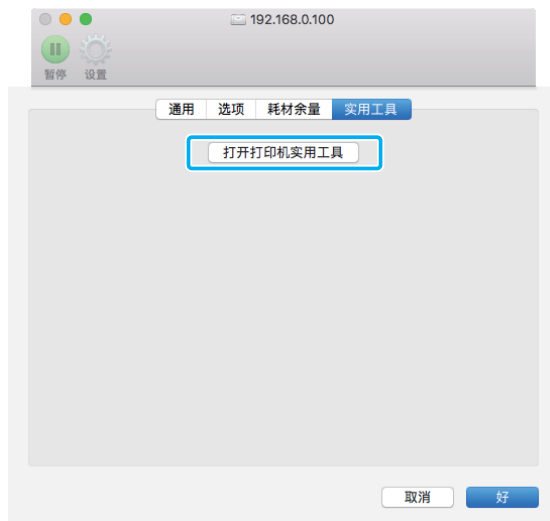 192.168.0.100
暂停 设置
通用 选项 耗材余量 实用工具
打开打印机实用工具
取消 好